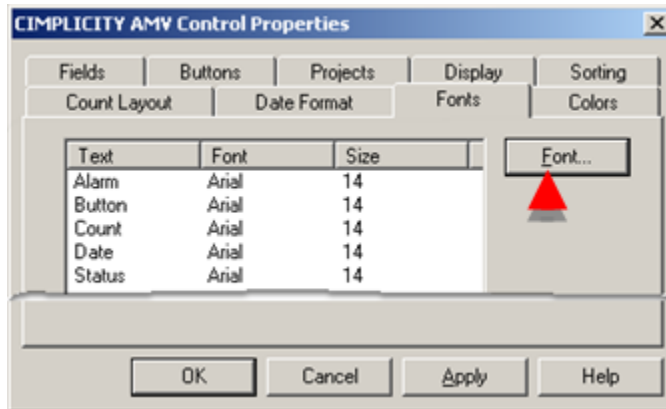 CIMPLICITY AMV Control Properties
Fields Buttons Projects Display Sorting
Count Layout Date Format Fonts Colors
Text Font Size
Font...
Alarm Arial 14
Button Arial 14
Count Arial 14
Date Arial 14
Status Arial 14
OK Cancel Apply Help